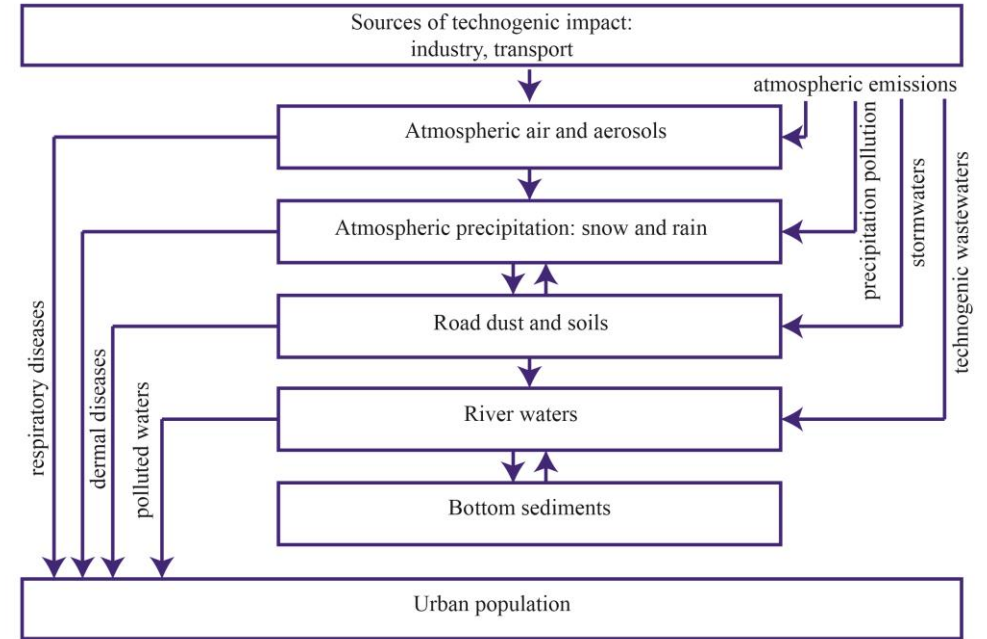 Sources of technogenic impact:
industry, transport
atmospheric emissions
Atmospheric air and aerosols
precipitation pollution
stormwaters
technogenic wastewaters
Atmospheric precipitation: snow and rain
Road dust and soils
respiratory diseases
dermal diseases
polluted waters
River waters
Bottom sediments
Urban population